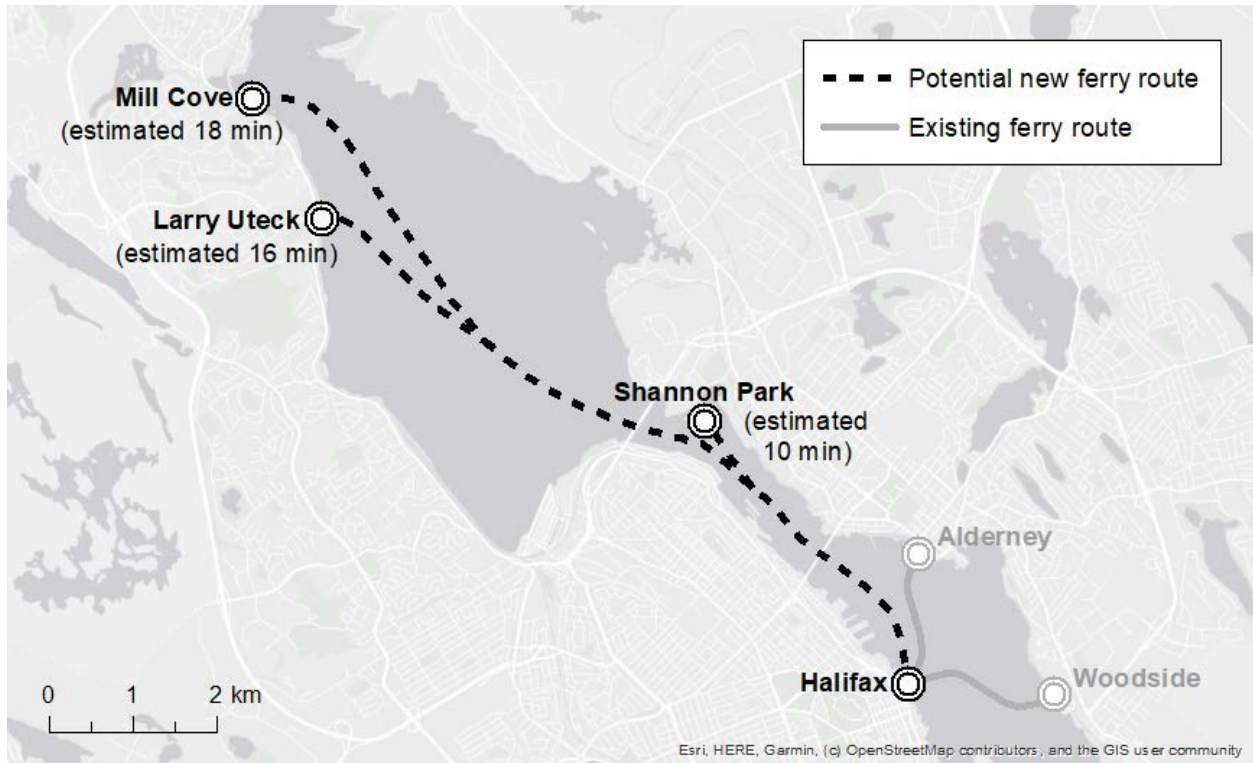 Potential new ferry route
Existing ferry route
Mill Cove
(estimated 18 min)
Larry Uteck
(estimated 16 min)
Shannon Park
(estimated
10 min)
Alderney
Halifax
Woodside
0 1 2 km
Esri, HERE, Garmin, (c) OpenStreetMap contributors, and the GIS user community